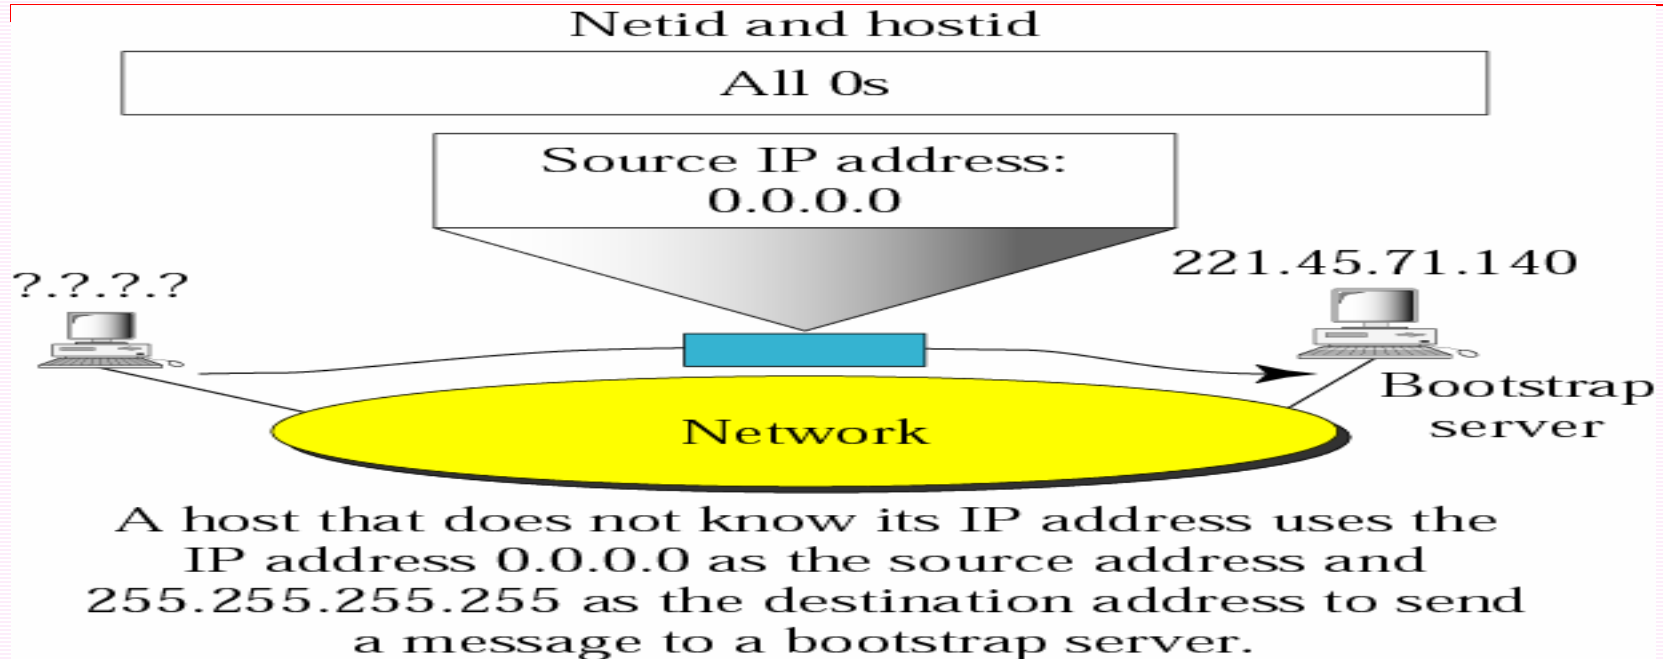 Netid and hostid
All 0s
Source IP address:
0.0.0.0
221.45.71.140
?.?.?.?
Bootstrap
server
Network
A host that does not know its IP address uses the
IP address 0.0.0.0 as the source address and
255.255.255.255 as the destination address to send
a message to a bootstrap server.